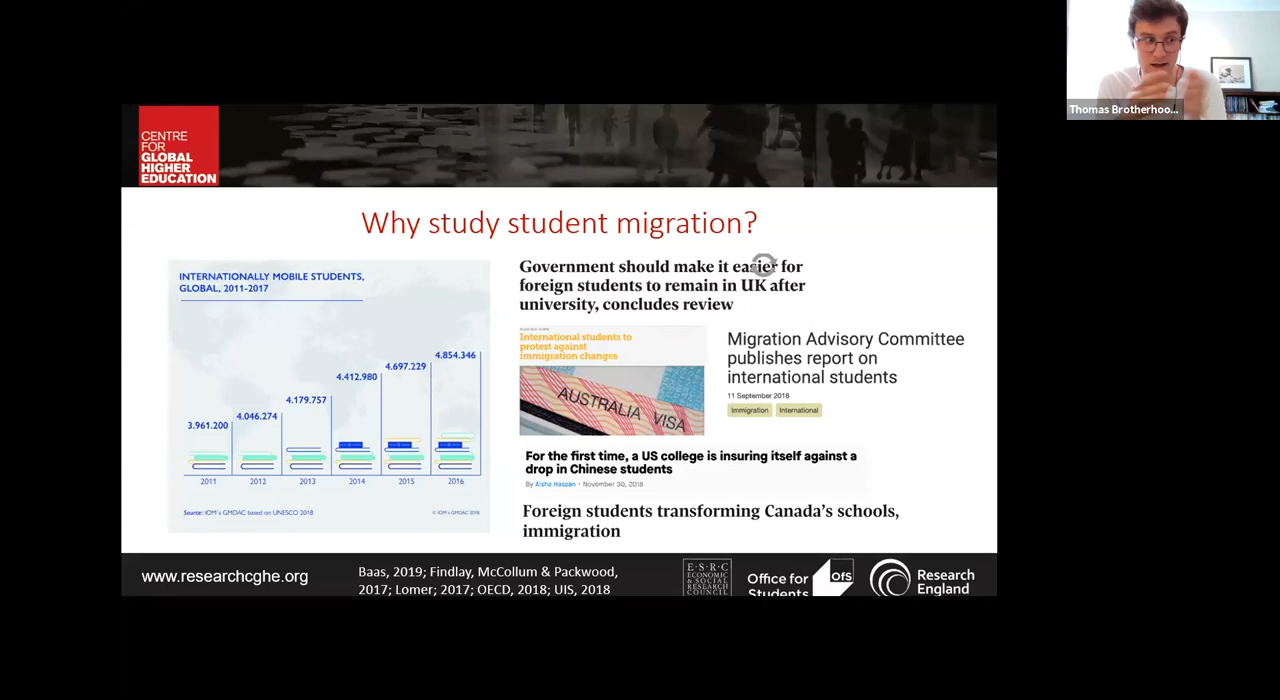 Thomas Brotherhoo...
CENTRE
FOR
GLOBAL
HIGHER
EDUCATION
Why study student migration?
INTERNATIONALLY MOBILE STUDENTS,
GLOBAL, 2011-2017
3.961.200
4.046.274
4.179.757
4.412.980
4.697.229
4.854.346
2011
2012
2013
2014
2015
2016
Source: IOM's GMDAC based on UNESCO 2018
© IOM's GMDAC 2018
Government should make it easier for
foreign students to remain in UK after
university, concludes review
International students to
protest against
immigration changes
AUSTRALIA VISA
Migration Advisory Committee
publishes report on
international students
11 September 2018
Immigration
International
For the first time, a US college is insuring itself against a
drop in Chinese students
By Aisha Hassan • November 30, 2018
Foreign students transforming Canada's schools,
immigration
www.researchcghe.org
Baas, 2019; Findlay, McCollum & Packwood,
2017; Lomer; 2017; OECD, 2018; UIS, 2018
E·S·R·C
ECONOMIC
& SOCIAL
RESEARCH
COUNCIL
Office for
Students
OfS
Research
England